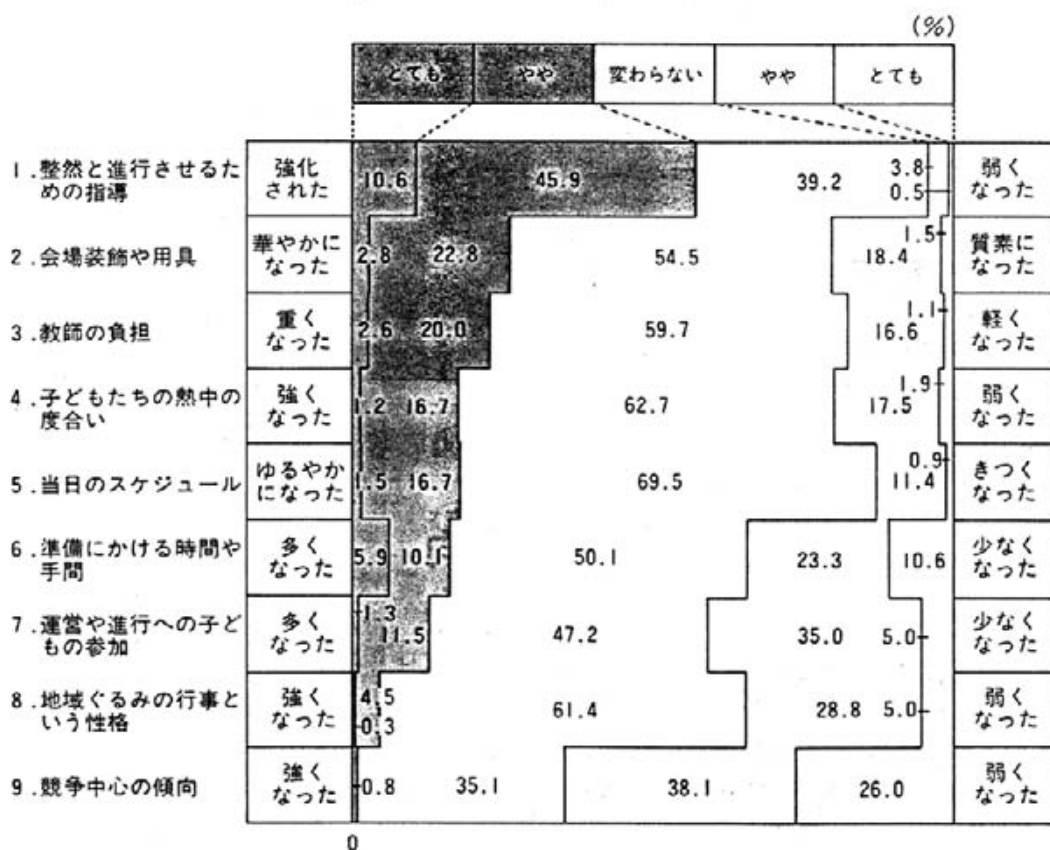 (%)
とても やや 変わらない やや とても
1.整然と進行させるた
めの指導
強化
された
10.6 45.9 39.2 3.8 0.5
弱く
なった
2.会場装飾や用具
華やかに
なった
2.8 22.8 54.5 18.4 1.5
質素に
なった
3.教師の負担
重く
なった
2.6 20.0 59.7 16.6 1.1
軽く
なった
4.子どもたちの熱中の
度合い
強く
なった
1.2 16.7 62.7 17.5 1.9
弱く
なった
5.当日のスケジュール
ゆるやか
になった
1.5 16.7 69.5 11.4 0.9
きつく
なった
6.準備にかける時間や
手間
多く
なった
5.9 10.1 50.1 23.3 10.6
少なく
なった
7.運営や進行への子ど
もの参加
多く
なった
1.3 11.5 47.2 35.0 5.0
少なく
なった
8.地域ぐるみの行事と
いう性格
強く
なった
0.3 4.5 61.4 28.8 5.0
弱く
なった
9.競争中心の傾向
強く
なった
0.8 35.1 38.1 26.0
弱く
なった
0